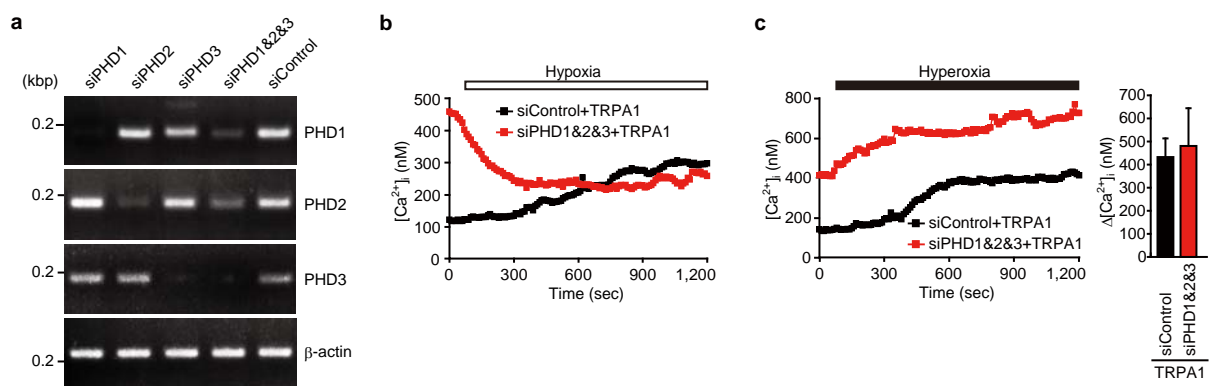 a
siPHD1
siPHD2
siPHD3
siPHD1&2&3
siControl
(kbp)
0.2
PHD1
0.2
PHD2
0.2
PHD3
0.2
β-actin
b
Hypoxia
500
400
300
200
100
0
[Ca²⁺]ᵢ (nM)
siControl+TRPA1
siPHD1&2&3+TRPA1
0 300 600 900 1,200
Time (sec)
c
Hyperoxia
800
600
400
200
0
[Ca²⁺]ᵢ (nM)
siControl+TRPA1
siPHD1&2&3+TRPA1
0 300 600 900 1,200
Time (sec)
700
600
500
400
300
200
100
0
Δ[Ca²⁺]ᵢ (nM)
siControl
siPHD1&2&3
TRPA1